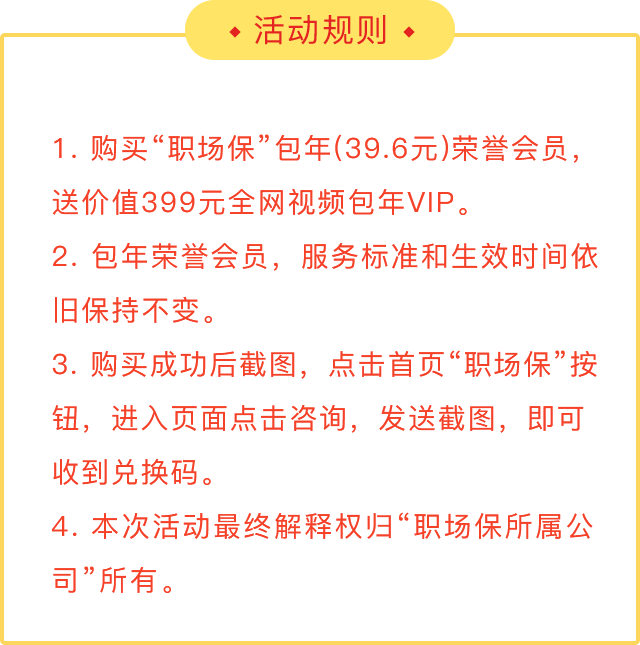 活动规则
1. 购买“职场保”包年(39.6元)荣誉会员，
送价值399元全网视频包年VIP。
2. 包年荣誉会员，服务标准和生效时间依
旧保持不变。
3. 购买成功后截图，点击首页“职场保”按
钮，进入页面点击咨询，发送截图，即可
收到兑换码。
4. 本次活动最终解释权归“职场保所属公
司”所有。